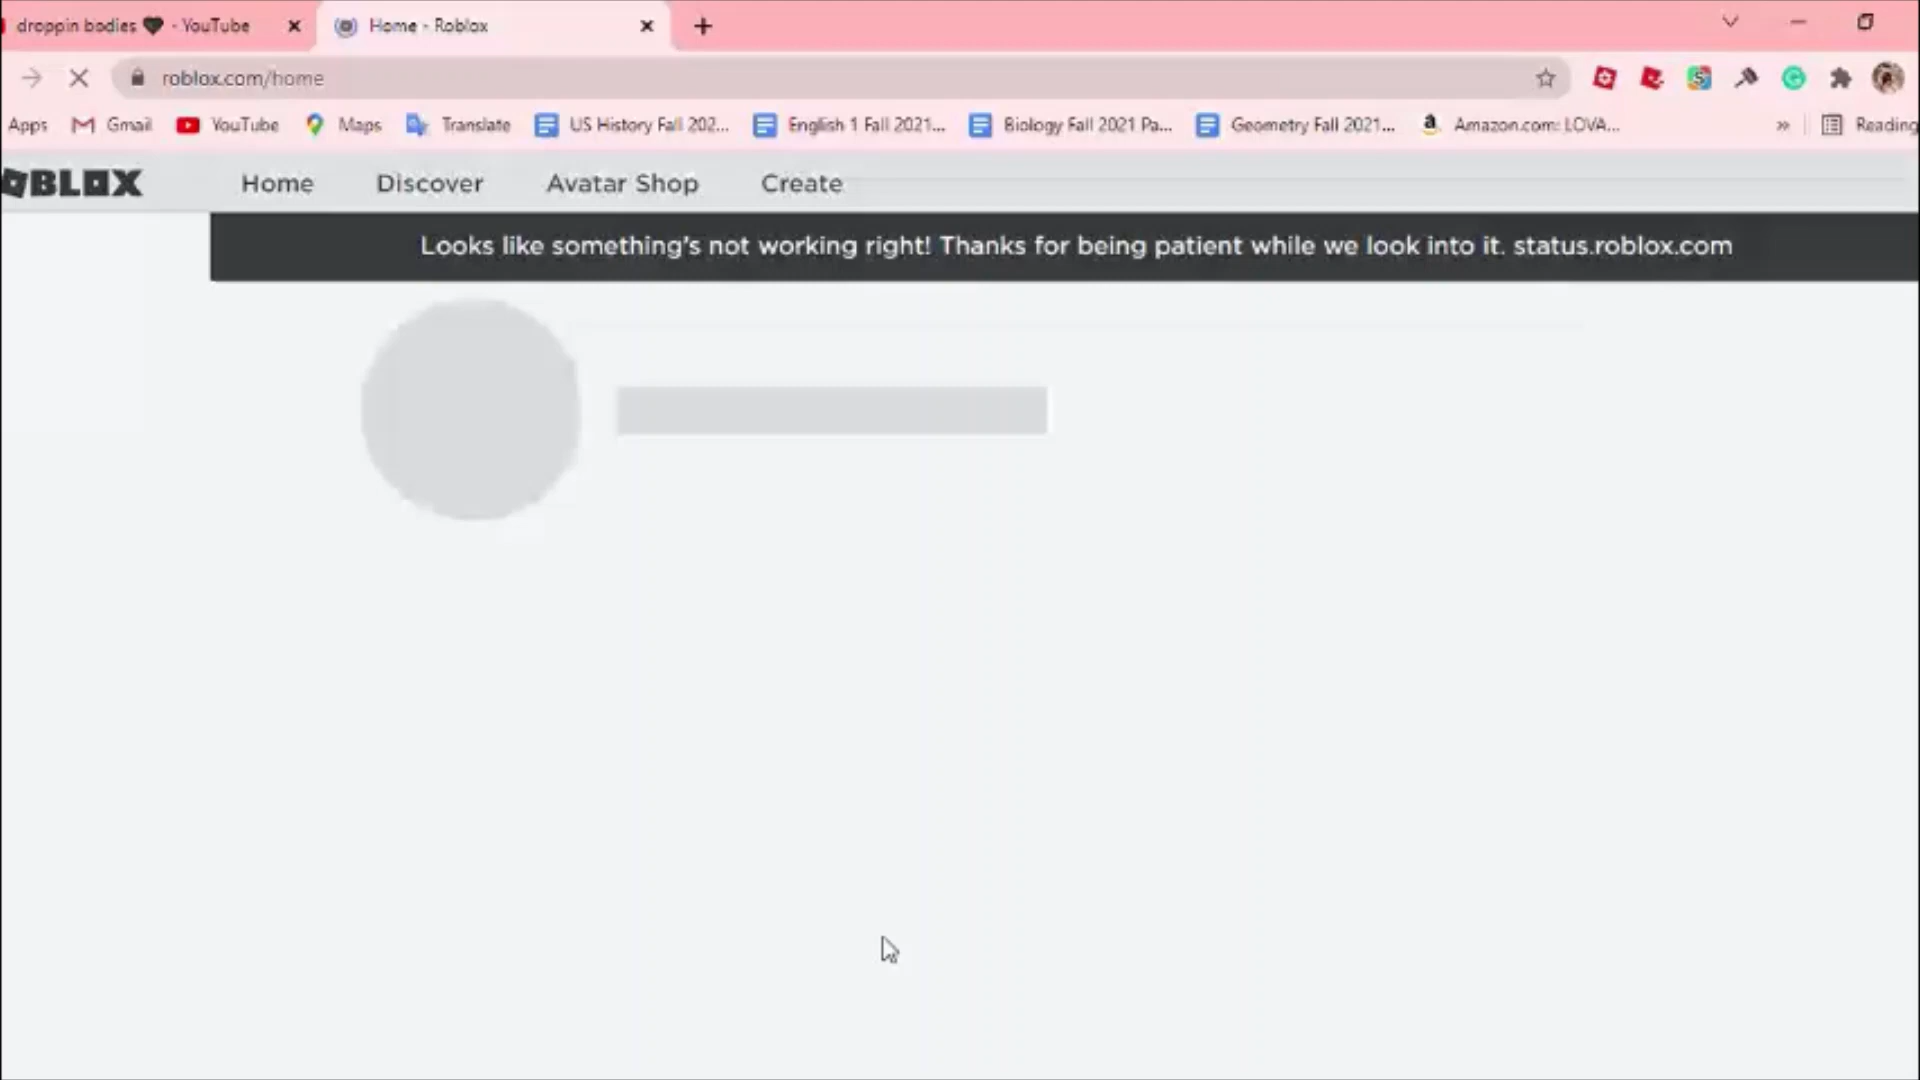 droppin bodies 🖤 - YouTube
Home - Roblox
roblox.com/home
Apps
Gmail
YouTube
Maps
Translate
US History Fall 202...
English 1 Fall 2021...
Biology Fall 2021 Pa...
Geometry Fall 2021...
Amazon.com: LOVA...
»
Reading
ROBLOX
Home
Discover
Avatar Shop
Create
Looks like something's not working right! Thanks for being patient while we look into it. status.roblox.com